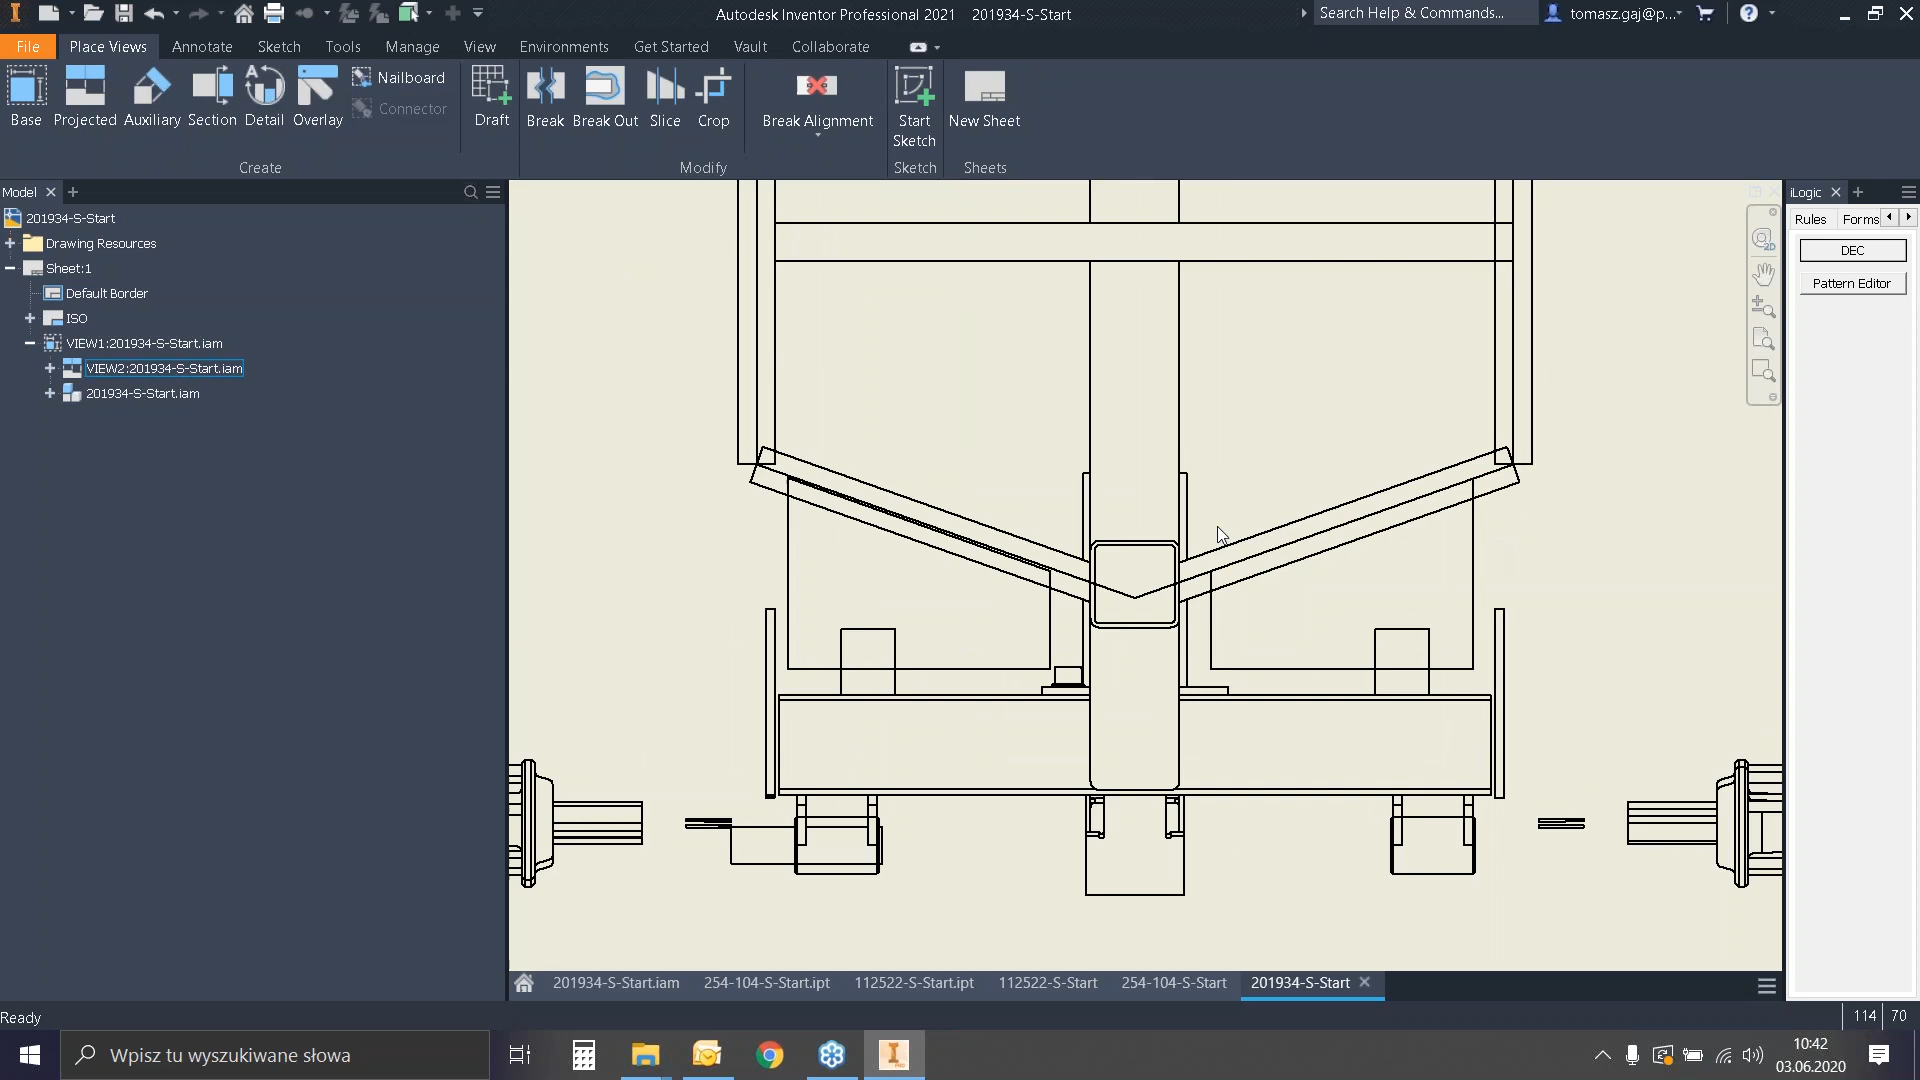 Autodesk Inventor Professional 2021 201934-S-Start
Search Help & Commands...
tomasz.gaj@p...
File Place Views Annotate Sketch Tools Manage View Environments Get Started Vault Collaborate
Base
Projected
Auxiliary
Section
Detail
Overlay
Nailboard
Connector
Draft
Break
Break Out
Slice
Crop
Break Alignment
Start
Sketch
New Sheet
Create
Modify
Sketch
Sheets
Model
201934-S-Start
Drawing Resources
Sheet:1
Default Border
ISO
VIEW1:201934-S-Start.iam
VIEW2:201934-S-Start.iam
201934-S-Start.iam
iLogic
Rules Forms
DEC
Pattern Editor
2D
201934-S-Start.iam 254-104-S-Start.ipt 112522-S-Start.ipt 112522-S-Start 254-104-S-Start 201934-S-Start
Ready
114 70
Wpisz tu wyszukiwane słowa
10:42
03.06.2020